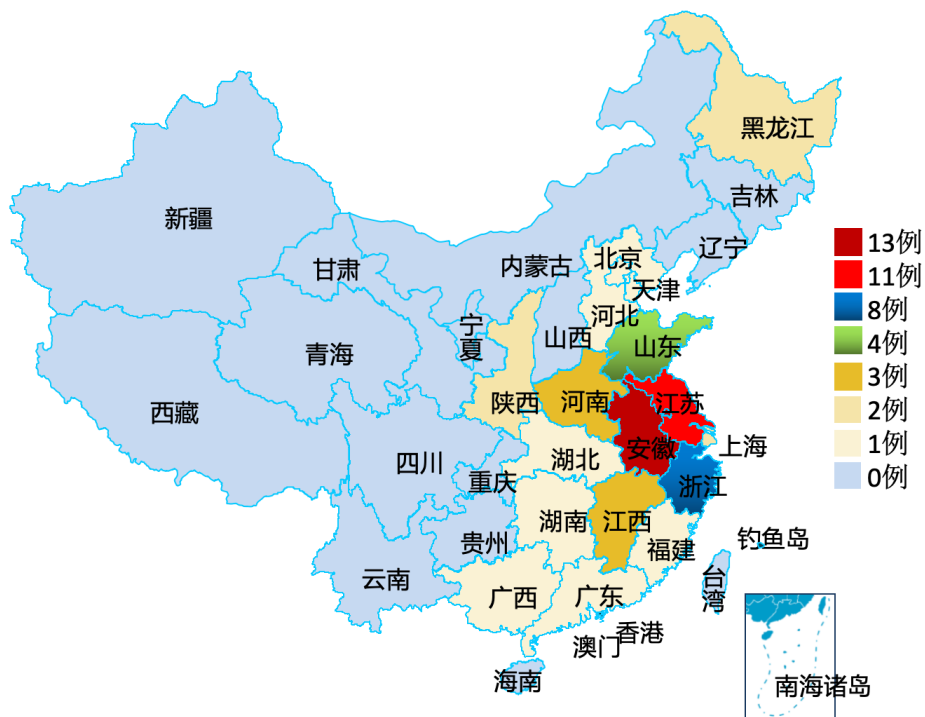 黑龙江
吉林
新疆
辽宁
北京
内蒙古
甘肃
天津
河北
宁夏
山西
山东
青海
陕西
河南
江苏
西藏
上海
安徽
四川
湖北
重庆
浙江
湖南
江西
贵州
福建
钓鱼岛
云南
台湾
广西
广东
香港
澳门
海南
南海诸岛
13例
11例
8例
4例
3例
2例
1例
0例